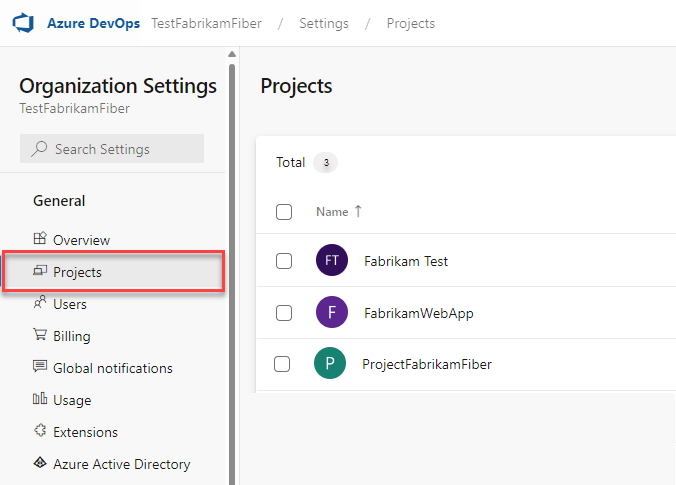 Azure DevOps TestFabrikamFiber / Settings / Projects
Organization Settings
TestFabrikamFiber
Search Settings
General
Overview
Projects
Users
Billing
Global notifications
Usage
Extensions
Azure Active Directory
Projects
Total 3
Name ↑
FT Fabrikam Test
F FabrikamWebApp
P ProjectFabrikamFiber